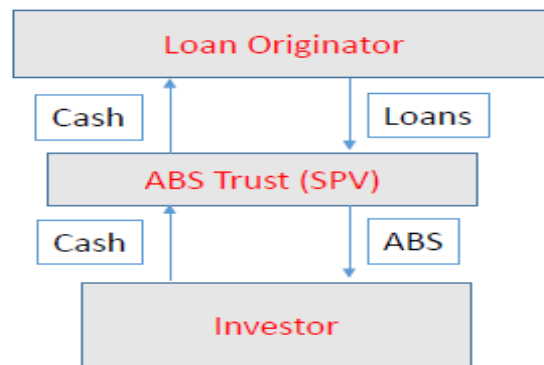 Loan Originator
Cash
Loans
ABS Trust (SPV)
Cash
ABS
Investor